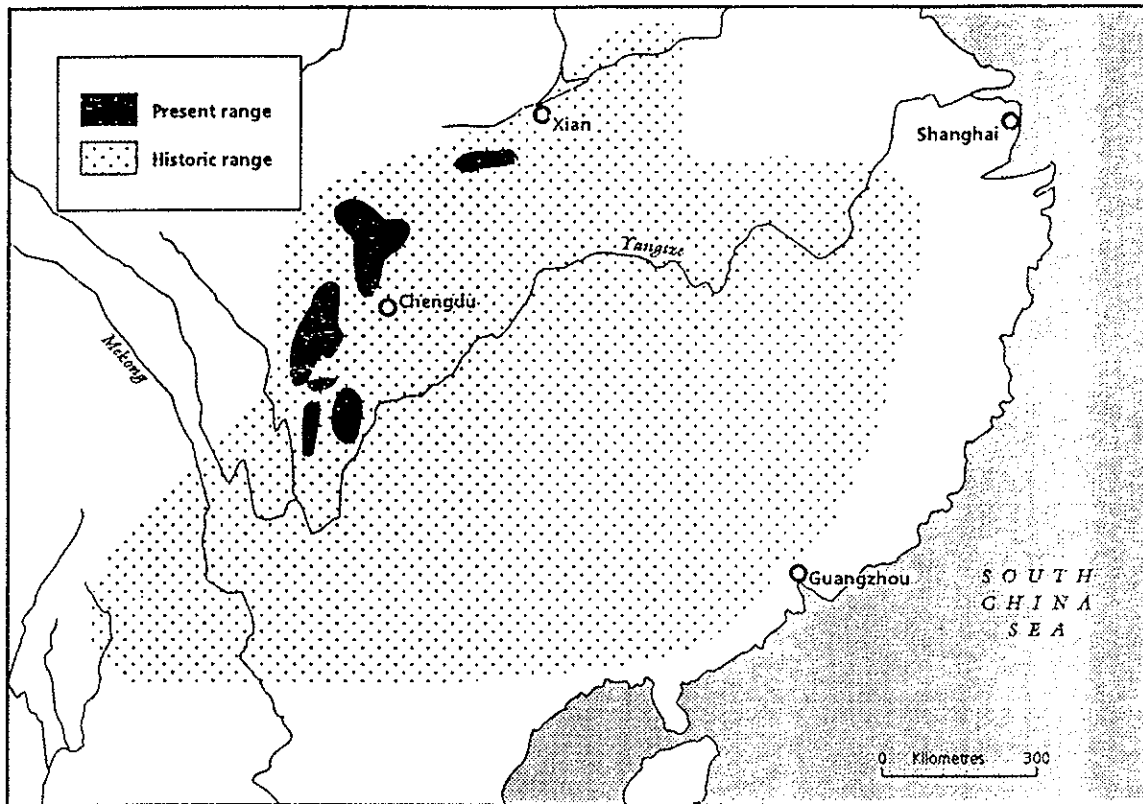 Present range
Historic range
Xian
Shanghai
Yangtze
Chengdu
Mekong
Guangzhou
SOUTH
CHINA
SEA
0 Kilometres 300